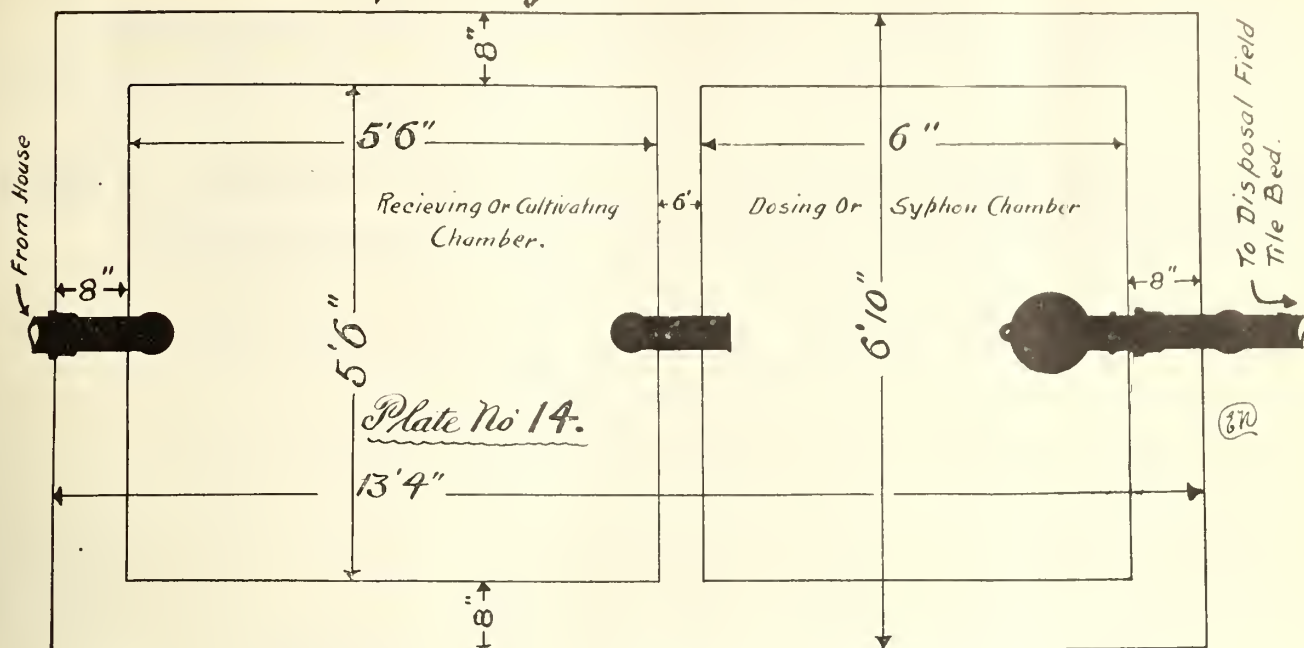 8"
From House
5'6"
6"
Recieving Or Cultivating
Chamber.
6'
Dosing Or Syphon Chamber
To Disposal Field
Tile Bed.
8"
8"
5'6"
6'10"
Plate No 14.
13'4"
8"